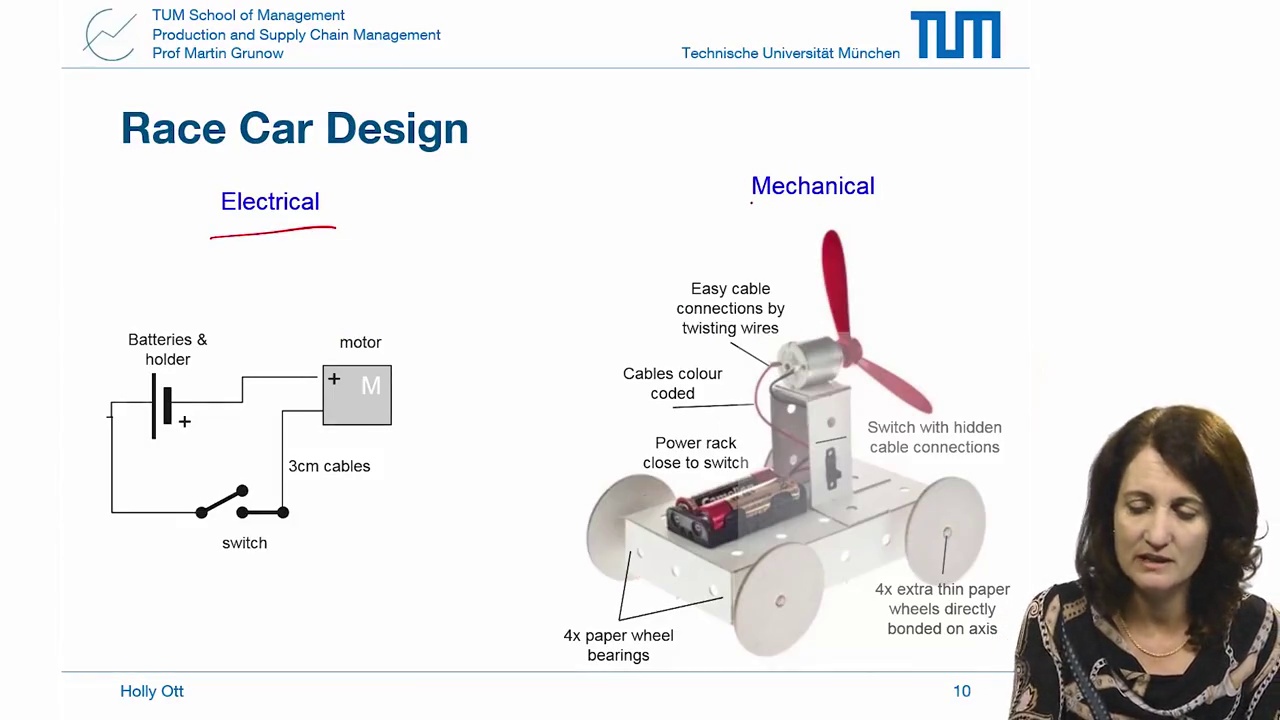 TUM School of Management
Production and Supply Chain Management
Prof Martin Grunow
Technische Universität München
TUM
Race Car Design
Electrical
Mechanical
Batteries &
holder
motor
+
M
+
3cm cables
switch
Easy cable
connections by
twisting wires
Cables colour
coded
Power rack
close to switch
Switch with hidden
cable connections
4x paper wheel
bearings
4x extra thin paper
wheels directly
bonded on axis
Holly Ott
10